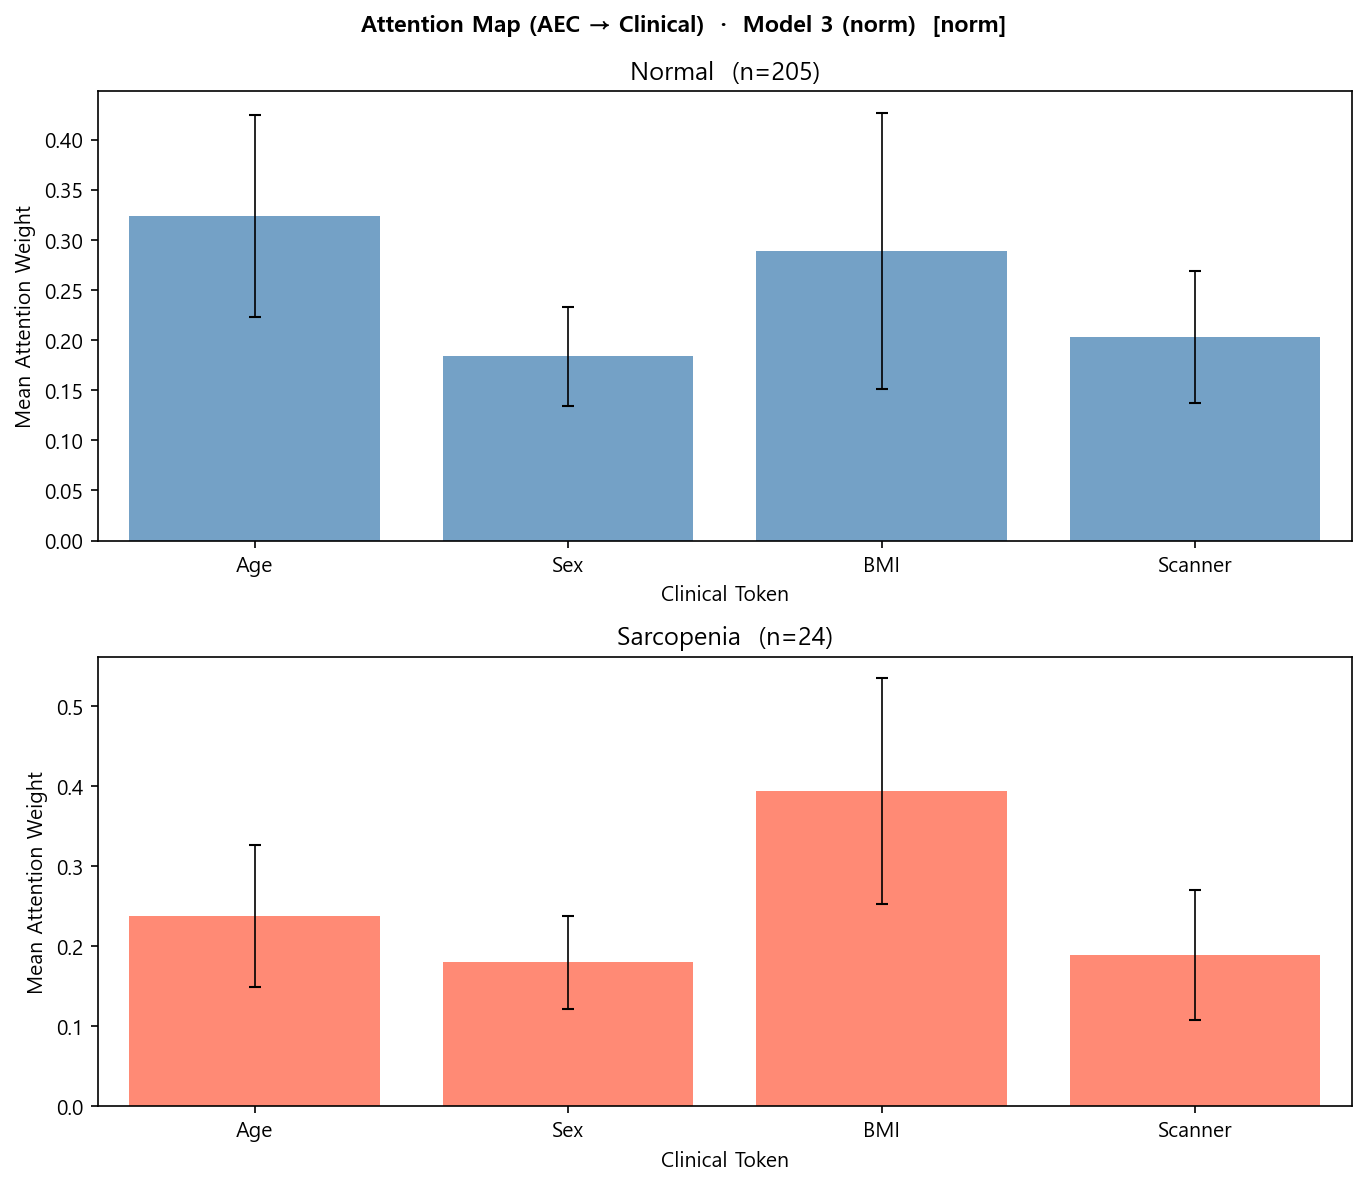 Attention Map (AEC → Clinical) · Model 3 (norm) [norm]
Normal (n=205)
Mean Attention Weight
0.40
0.35
0.30
0.25
0.20
0.15
0.10
0.05
0.00
Age Sex BMI Scanner
Clinical Token
Sarcopenia (n=24)
Mean Attention Weight
0.5
0.4
0.3
0.2
0.1
0.0
Age Sex BMI Scanner
Clinical Token